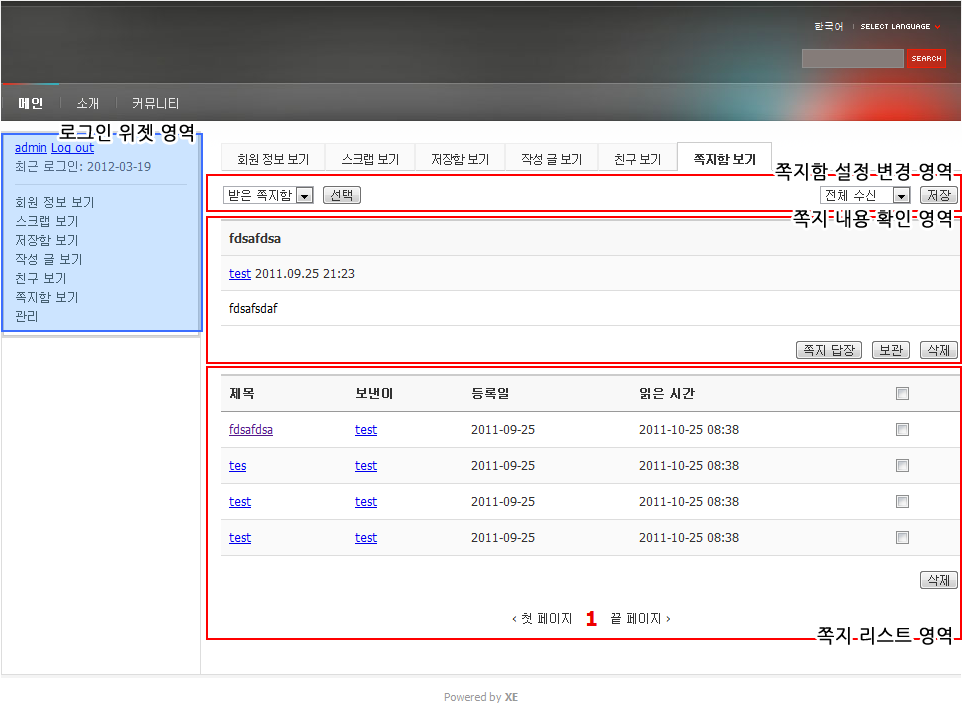 한국어 SELECT LANGUAGE
SEARCH
메인 소개 커뮤니티
로그인 위젯 영역
admin Log out
최근 로그인: 2012-03-19
회원 정보 보기
스크랩 보기
저장함 보기
작성 글 보기
친구 보기
쪽지함 보기
관리
회원 정보 보기 스크랩 보기 저장함 보기 작성 글 보기 친구 보기 쪽지함 보기
쪽지함 설정 변경 영역
받은 쪽지함 선택 전체 수신 저장
쪽지 내용 확인 영역
fdsafdsa
test 2011.09.25 21:23
fdsafsdaf
쪽지 답장 보관 삭제
제목 보낸이 등록일 읽은 시간
fdsafdsa test 2011-09-25 2011-10-25 08:38
tes test 2011-09-25 2011-10-25 08:38
test test 2011-09-25 2011-10-25 08:38
test test 2011-09-25 2011-10-25 08:38
삭제
‹ 첫 페이지 1 끝 페이지 ›
쪽지 리스트 영역
Powered by XE